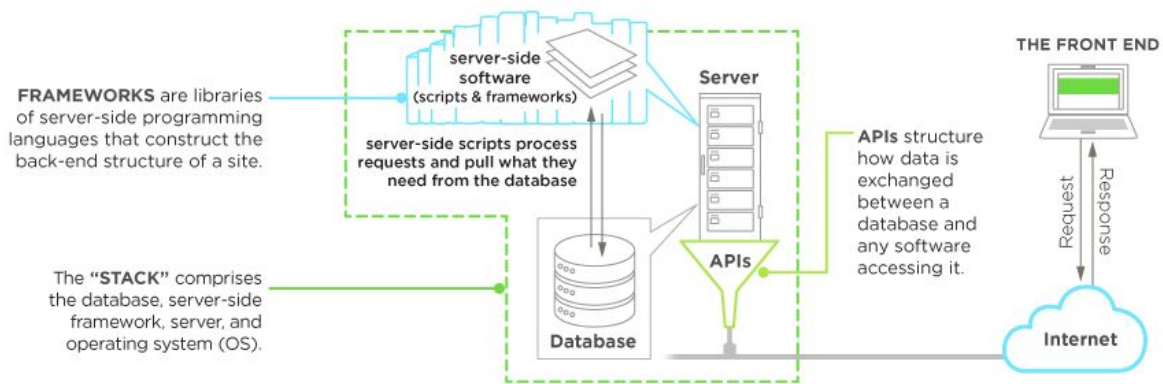 FRAMEWORKS are libraries
of server-side programming
languages that construct the
back-end structure of a site.
The “STACK” comprises
the database, server-side
framework, server, and
operating system (OS).
server-side
software
(scripts & frameworks)
server-side scripts process
requests and pull what they
need from the database
Database
Server
APIs
APIs structure
how data is
exchanged
between a
database and
any software
accessing it.
THE FRONT END
Request
Response
Internet